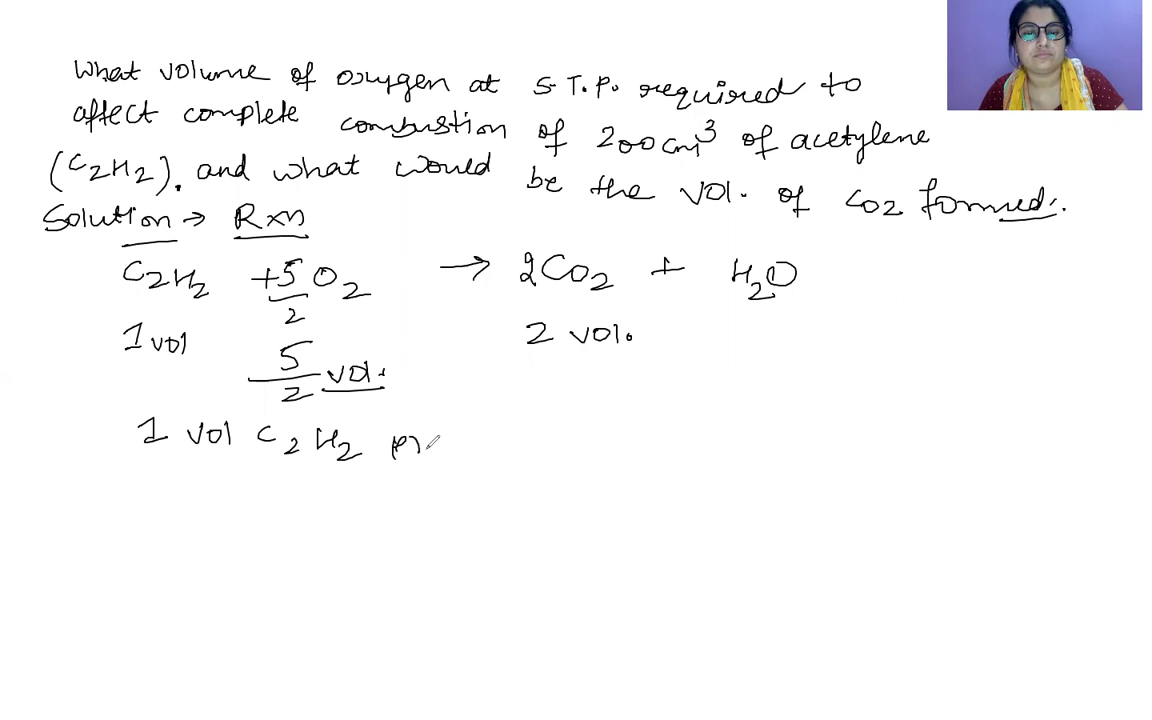 What volume of oxygen at S.T.P. required to
affect complete combustion of 200 cm³ of acetylene
(C2H2), and what would be the vol. of CO2 formed.
Solution → Rxn
C2H2 + 5/2 O2 → 2CO2 + H2O
1 vol 5/2 vol. 2 vol.
1 vol C2H2